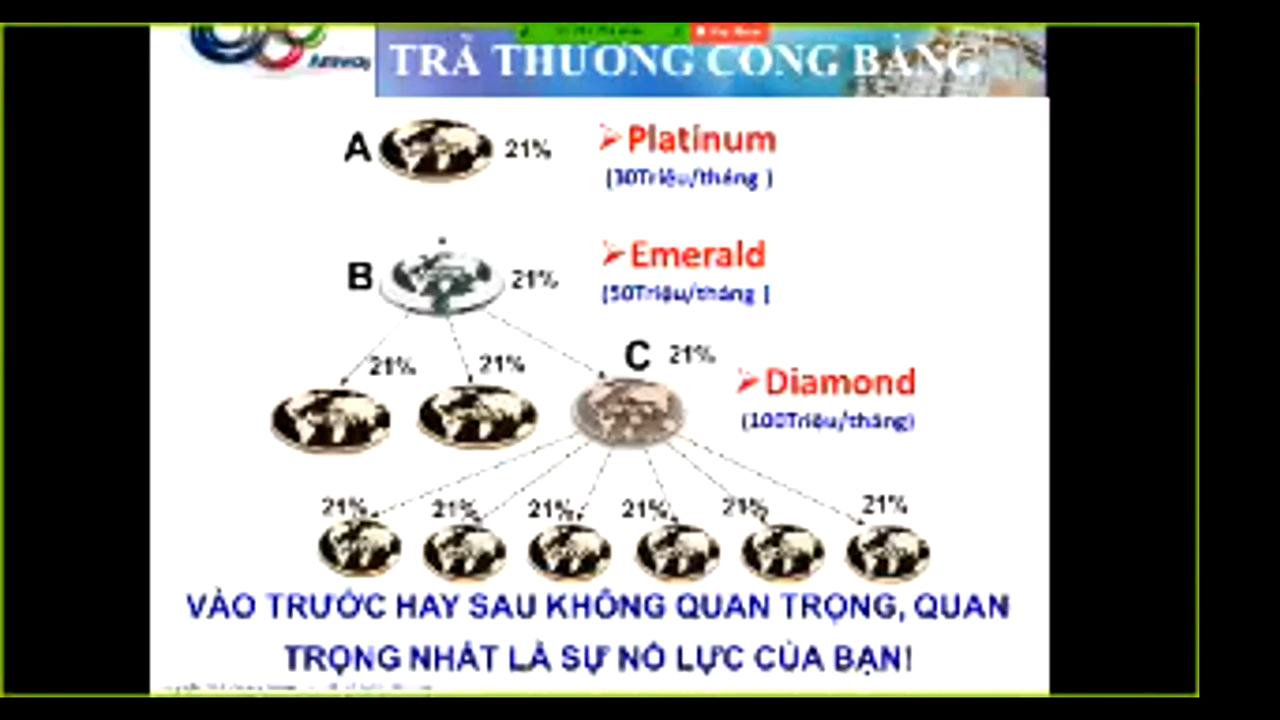 Amway
TRẢ THƯỞNG CÔNG BẰNG
A 21% ➢Platinum
(30Triệu/tháng )
B 21% ➢Emerald
(50Triệu/tháng )
21% 21% C 21%
➢Diamond
(100Triệu/tháng)
21% 21% 21% 21% 21% 21%
VÀO TRƯỚC HAY SAU KHÔNG QUAN TRỌNG, QUAN
TRỌNG NHẤT LÀ SỰ NỖ LỰC CỦA BẠN!